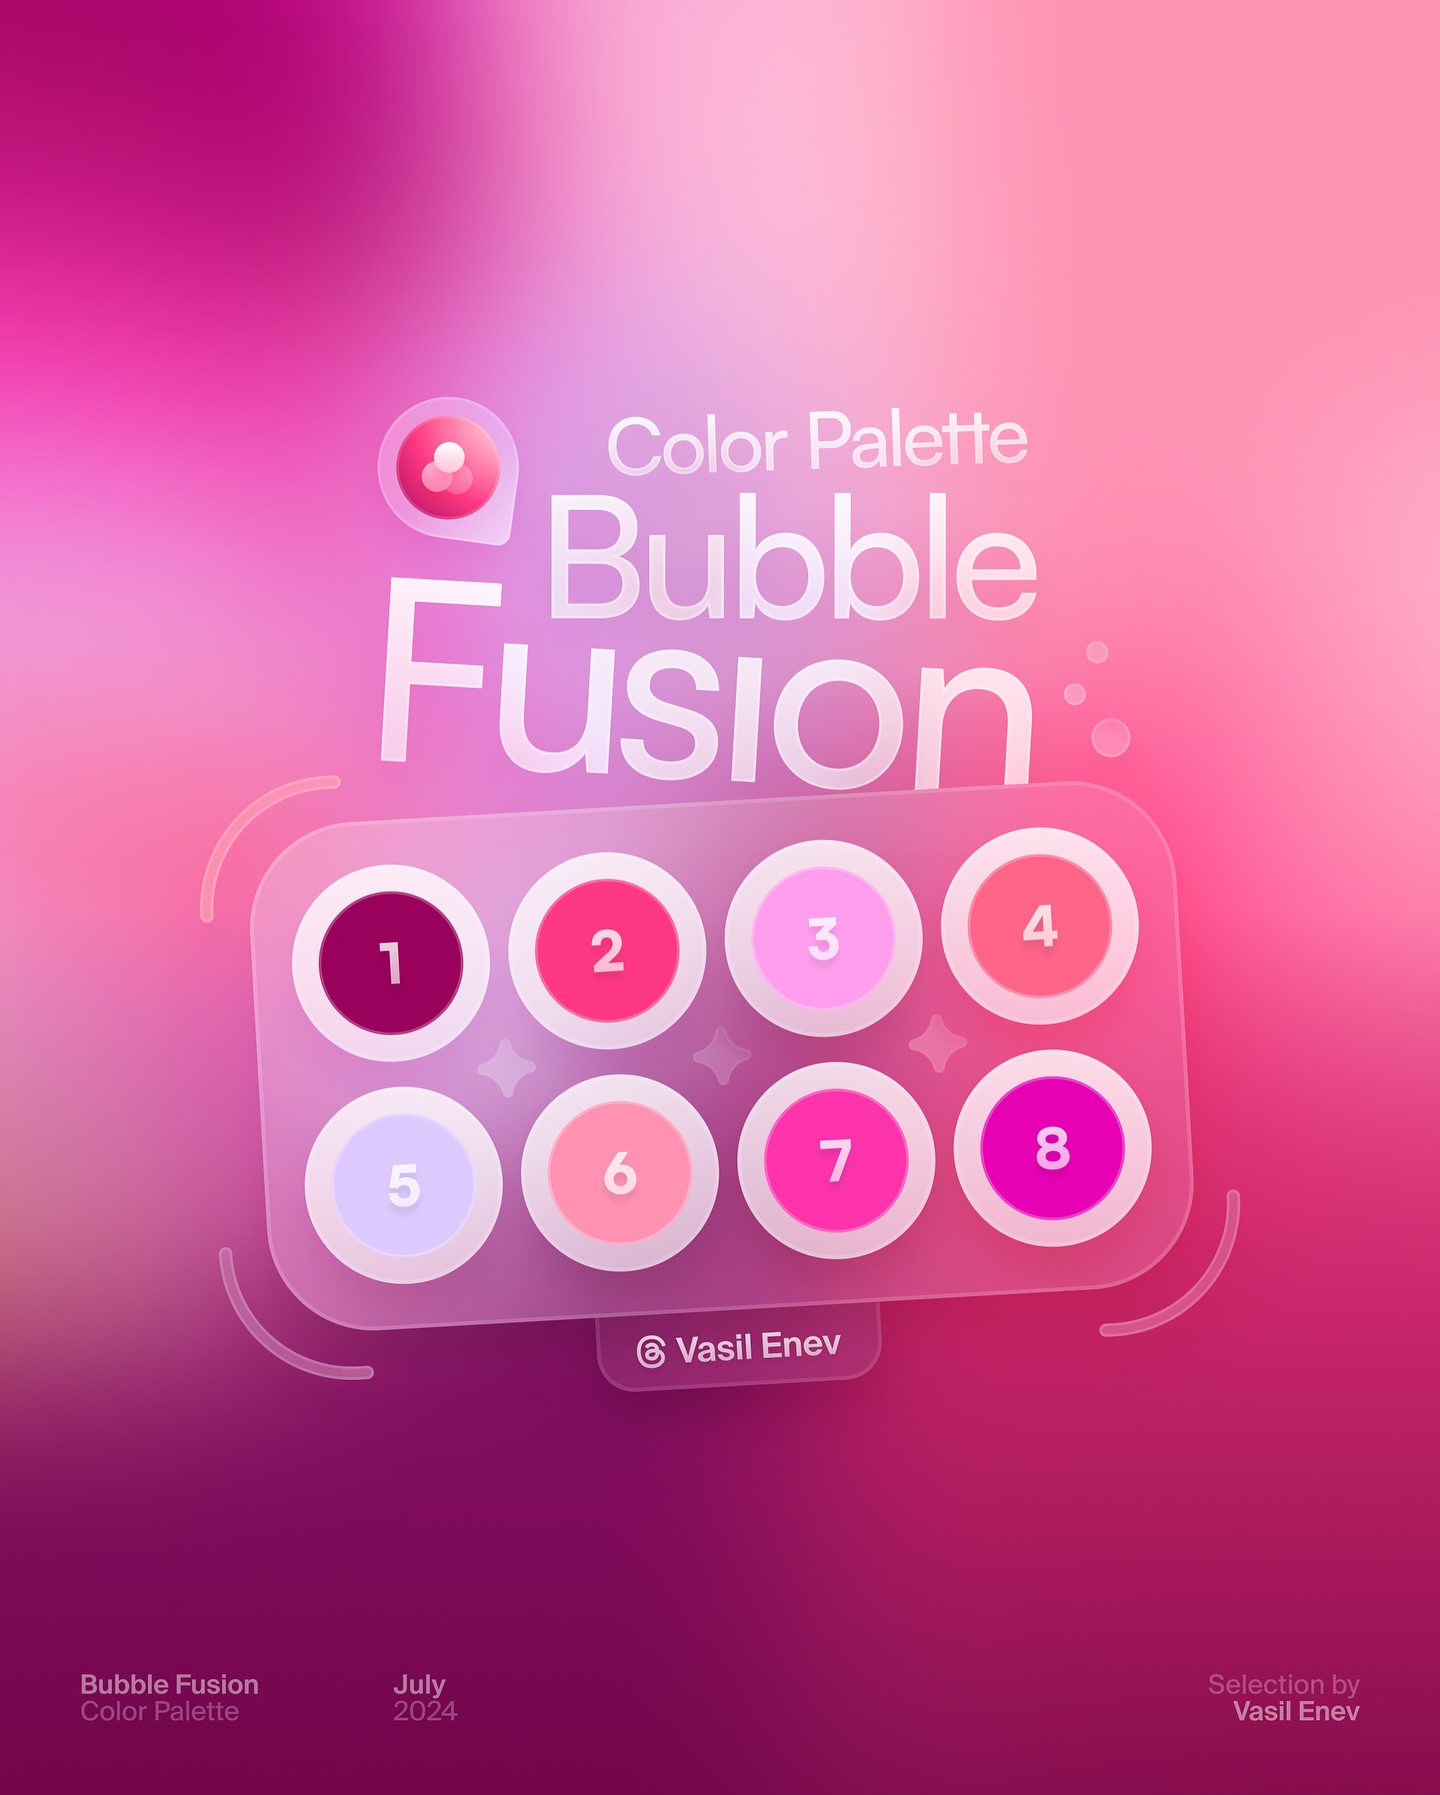 Color Palette
Bubble
Fusion
1 2 3 4
5 6 7 8
Vasil Enev
Bubble Fusion
Color Palette
July
2024
Selection by
Vasil Enev